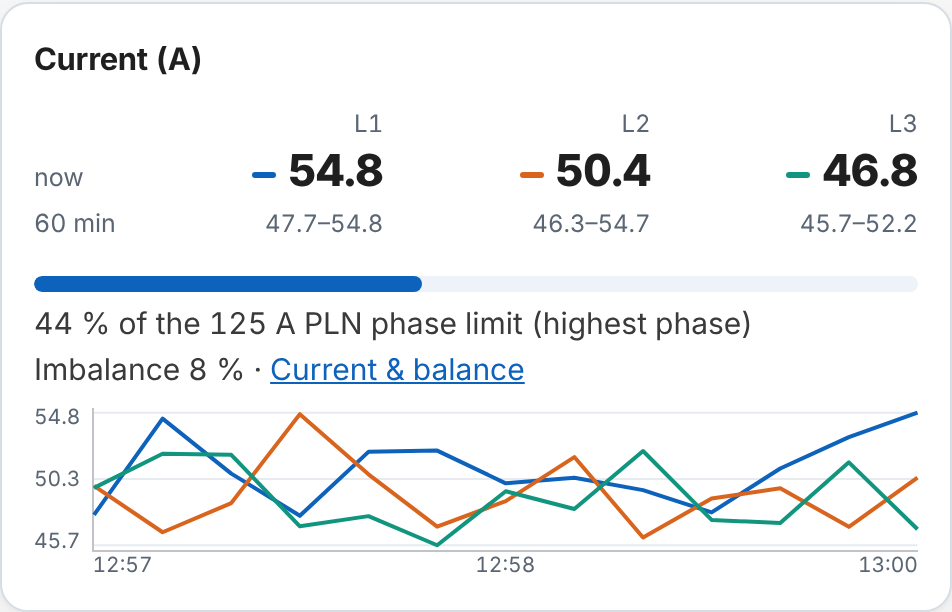 Current (A)
L1 L2 L3
now 54.8 50.4 46.8
60 min 47.7–54.8 46.3–54.7 45.7–52.2
44 % of the 125 A PLN phase limit (highest phase)
Imbalance 8 % · Current & balance
54.8
50.3
45.7
12:57 12:58 13:00